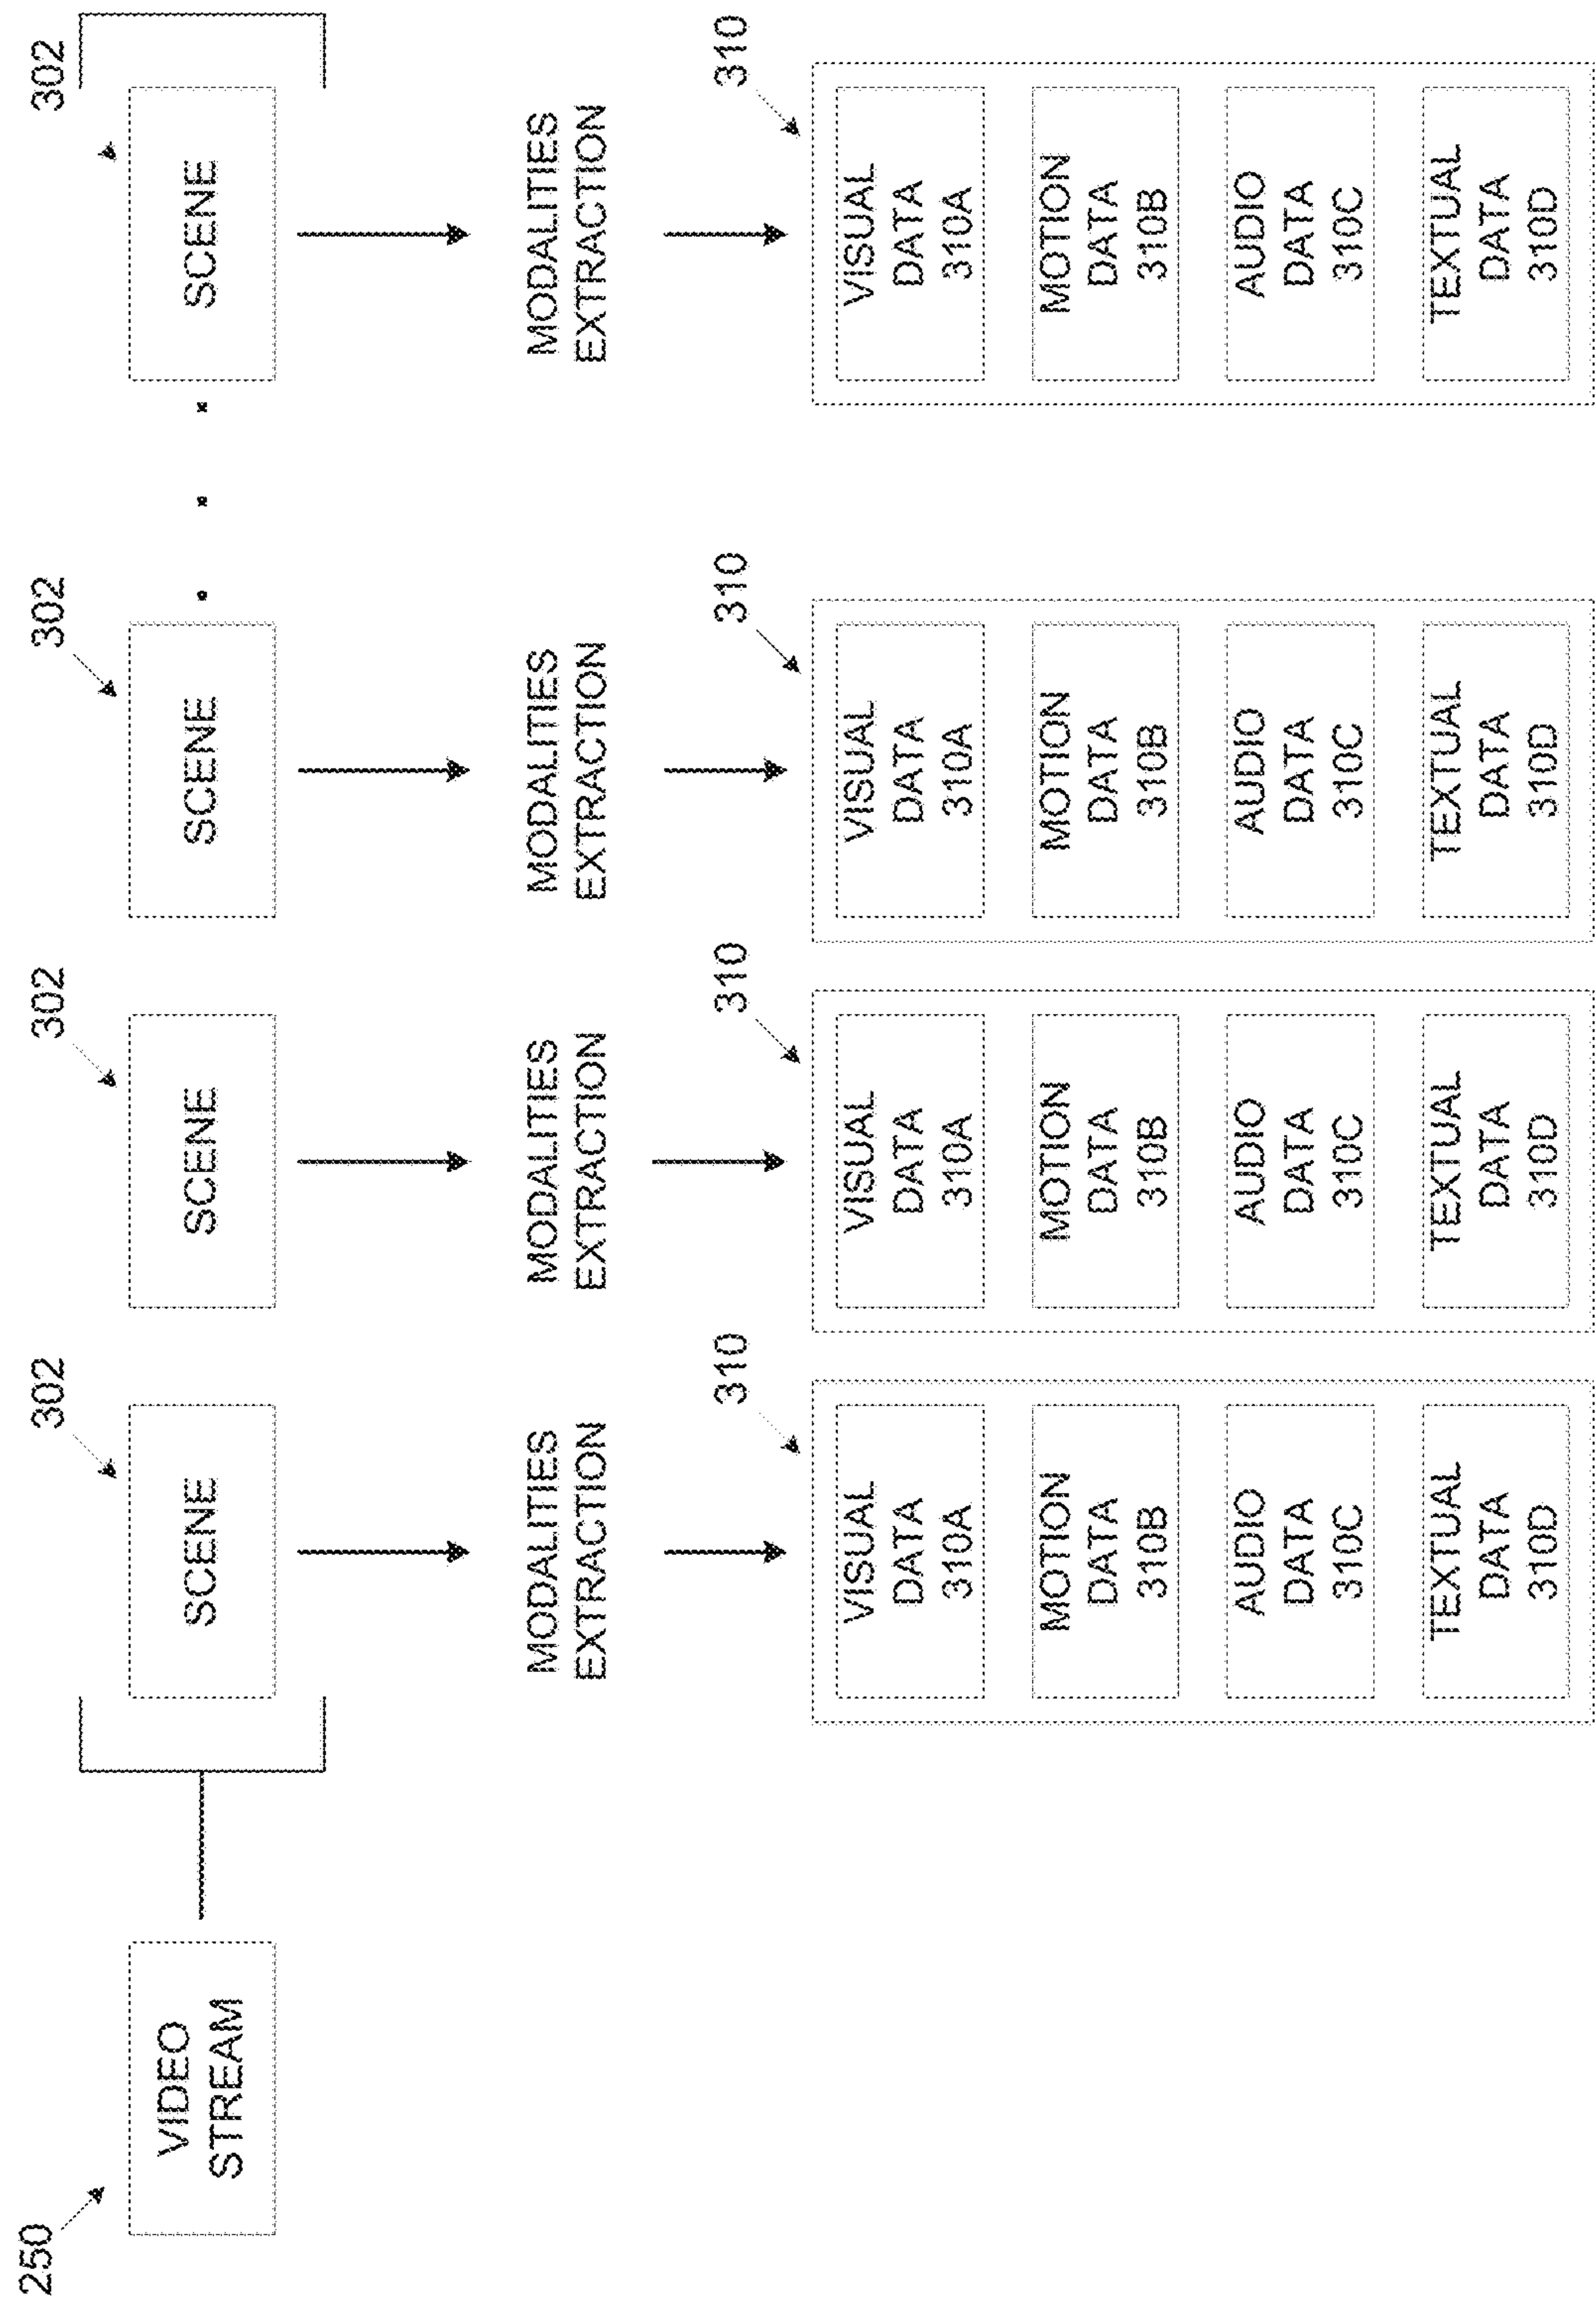 250
302
302
302
302
VIDEO
STREAM
SCENE
SCENE
SCENE
SCENE
MODALITIES
EXTRACTION
MODALITIES
EXTRACTION
MODALITIES
EXTRACTION
MODALITIES
EXTRACTION
310
310
310
310
VISUAL
DATA
310A
VISUAL
DATA
310A
VISUAL
DATA
310A
VISUAL
DATA
310A
MOTION
DATA
310B
MOTION
DATA
310B
MOTION
DATA
310B
MOTION
DATA
310B
AUDIO
DATA
310C
AUDIO
DATA
310C
AUDIO
DATA
310C
AUDIO
DATA
310C
TEXTUAL
DATA
310D
TEXTUAL
DATA
310D
TEXTUAL
DATA
310D
TEXTUAL
DATA
310D